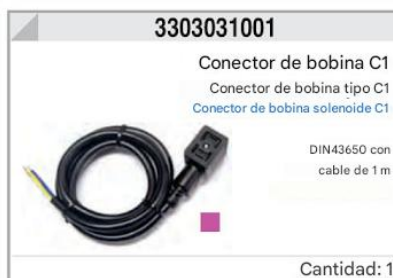 3303031001
Conector de bobina C1
Conector de bobina tipo C1
Conector de bobina solenoide C1
DIN43650 con
cable de 1 m
Cantidad: 1